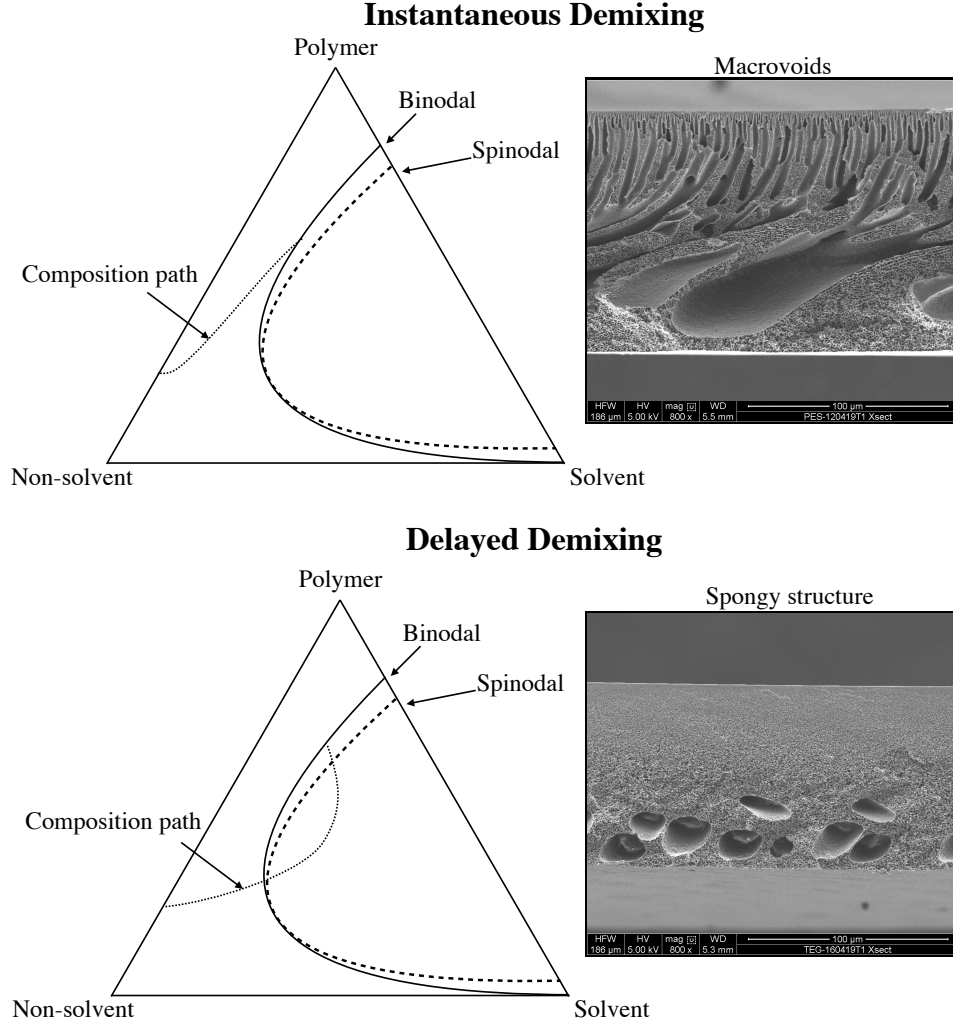 Instantaneous Demixing
Polymer
Binodal
Spinodal
Composition path
Non-solvent
Solvent
Macrovoids
HFW HV mag WD 100 µm
186 µm 5.00 kV 800 x 5.5 mm PES-120419T1 Xsect
Delayed Demixing
Polymer
Binodal
Spinodal
Composition path
Non-solvent
Solvent
Spongy structure
HFW HV mag WD 100 µm
186 µm 5.00 kV 800 x 5.3 mm TEG-160419T1 Xsect